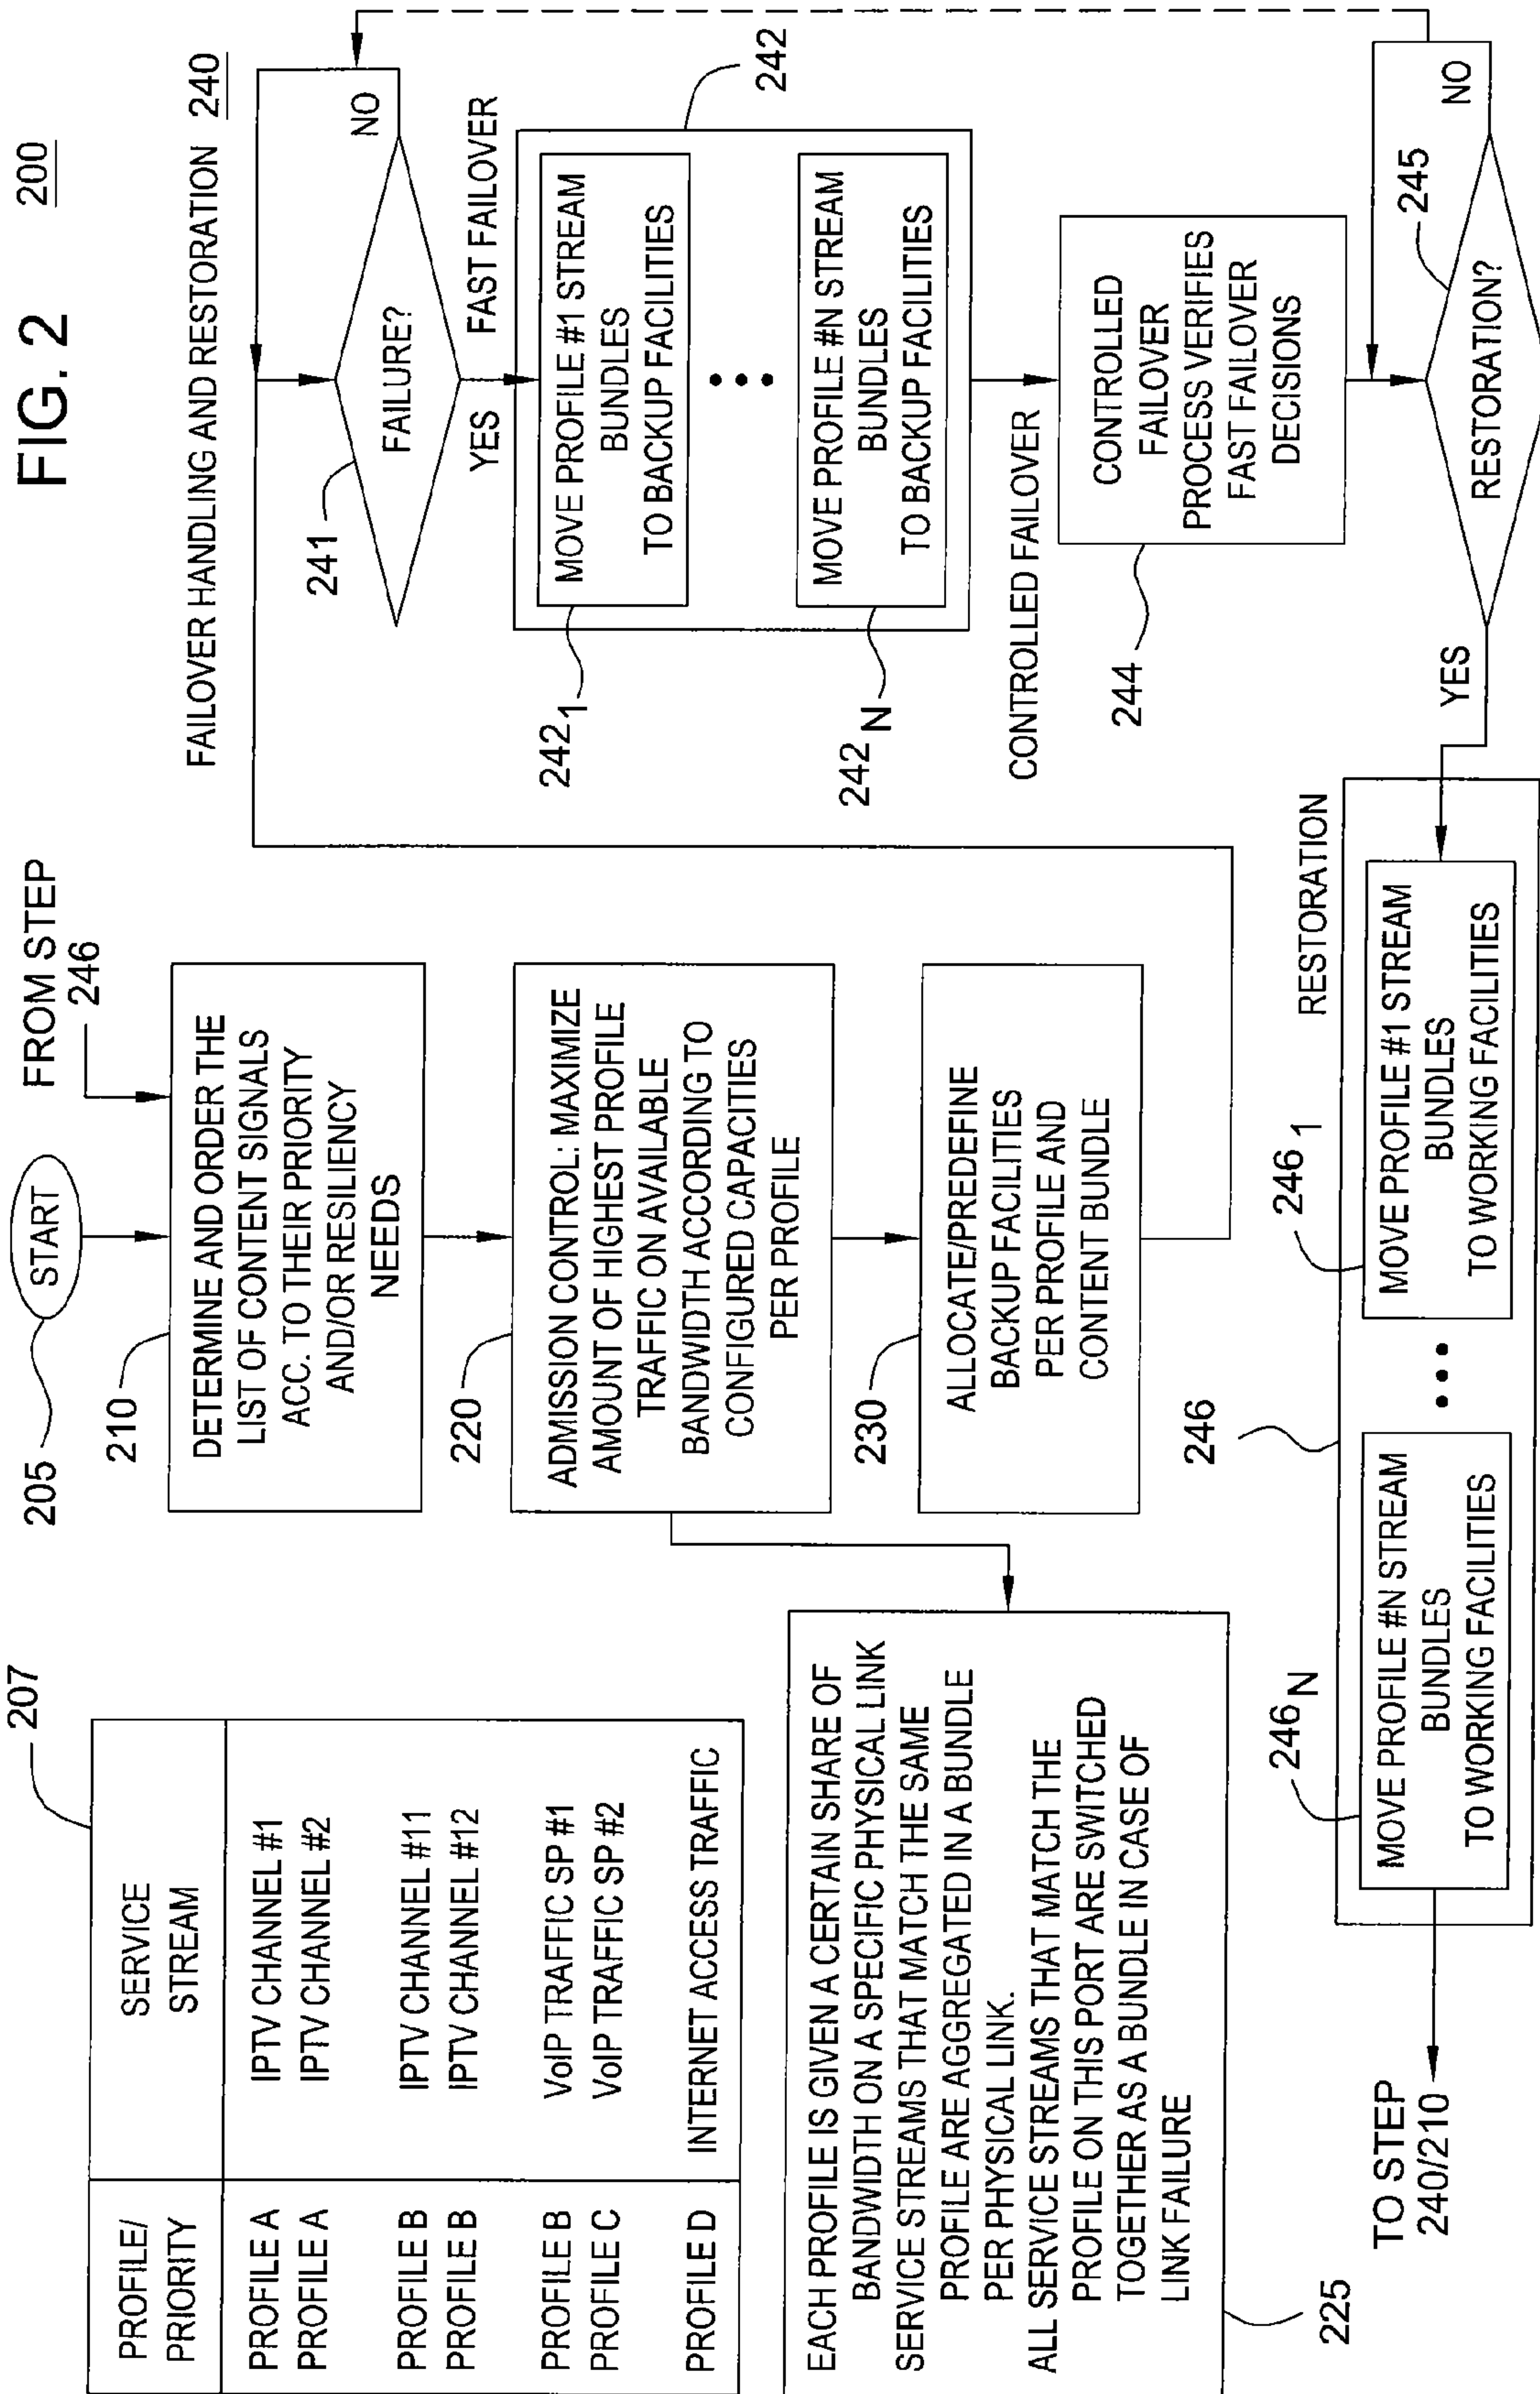 FIG. 2
200
205
START
FROM STEP
246
210
DETERMINE AND ORDER THE
LIST OF CONTENT SIGNALS
ACC. TO THEIR PRIORITY
AND/OR RESILIENCY
NEEDS
220
ADMISSION CONTROL: MAXIMIZE
AMOUNT OF HIGHEST PROFILE
TRAFFIC ON AVAILABLE
BANDWIDTH ACCORDING TO
CONFIGURED CAPACITIES
PER PROFILE
230
ALLOCATE/PREDEFINE
BACKUP FACILITIES
PER PROFILE AND
CONTENT BUNDLE
207
PROFILE/
PRIORITY
SERVICE
STREAM
PROFILE A IPTV CHANNEL #1
PROFILE A IPTV CHANNEL #2
PROFILE B IPTV CHANNEL #11
PROFILE B IPTV CHANNEL #12
PROFILE B VoIP TRAFFIC SP #1
PROFILE C VoIP TRAFFIC SP #2
PROFILE D INTERNET ACCESS TRAFFIC
EACH PROFILE IS GIVEN A CERTAIN SHARE OF
BANDWIDTH ON A SPECIFIC PHYSICAL LINK
SERVICE STREAMS THAT MATCH THE SAME
PROFILE ARE AGGREGATED IN A BUNDLE
PER PHYSICAL LINK.
ALL SERVICE STREAMS THAT MATCH THE
PROFILE ON THIS PORT ARE SWITCHED
TOGETHER AS A BUNDLE IN CASE OF
LINK FAILURE
225
FAILOVER HANDLING AND RESTORATION 240
241
FAILURE?
NO
YES
FAST FAILOVER
242
242 1
MOVE PROFILE #1 STREAM
BUNDLES
TO BACKUP FACILITIES
242 N
MOVE PROFILE #N STREAM
BUNDLES
TO BACKUP FACILITIES
CONTROLLED FAILOVER
244
CONTROLLED
FAILOVER
PROCESS VERIFIES
FAST FAILOVER
DECISIONS
245
RESTORATION?
NO
YES
RESTORATION
246
246 1
MOVE PROFILE #1 STREAM
BUNDLES
TO WORKING FACILITIES
246 N
MOVE PROFILE #N STREAM
BUNDLES
TO WORKING FACILITIES
TO STEP
240/210